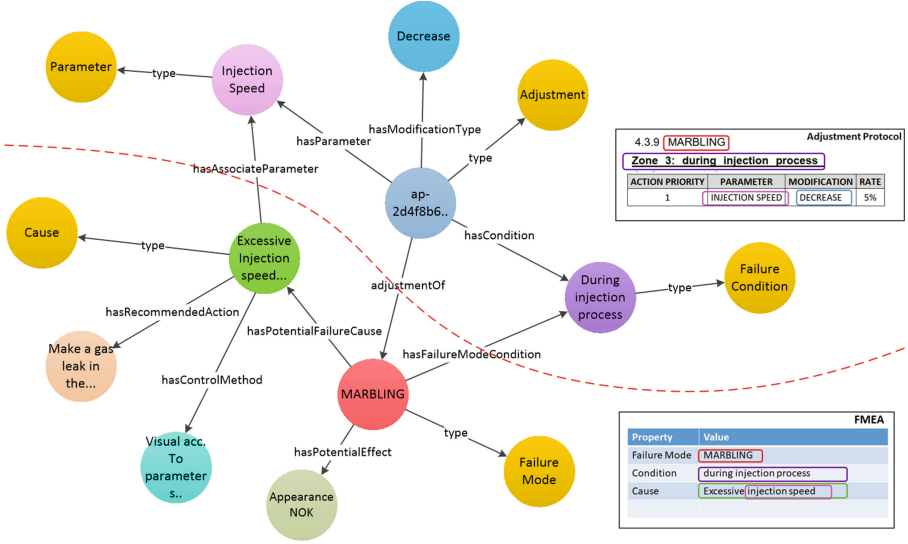 Decrease
Parameter
type
Injection
Speed
Adjustment
hasModificationType
hasParameter
type
Adjustment Protocol
4.3.9 MARBLING
Zone 3: during injection process
ACTION PRIORITY PARAMETER MODIFICATION RATE
1 INJECTION SPEED DECREASE 5%
hasAssociateParameter
ap-
2d4f8b6..
Cause
type
Excessive
Injection
speed...
hasCondition
During
injection
process
type
Failure
Condition
adjustmentOf
hasRecommendedAction
hasPotentialFailureCause
Make a gas
leak in
the...
hasFailureModeCondition
hasControlMethod
MARBLING
type
Visual acc.
To
parameter
s..
hasPotentialEffect
Appearance
NOK
Failure
Mode
FMEA
Property Value
Failure Mode MARBLING
Condition during injection process
Cause Excessive injection speed